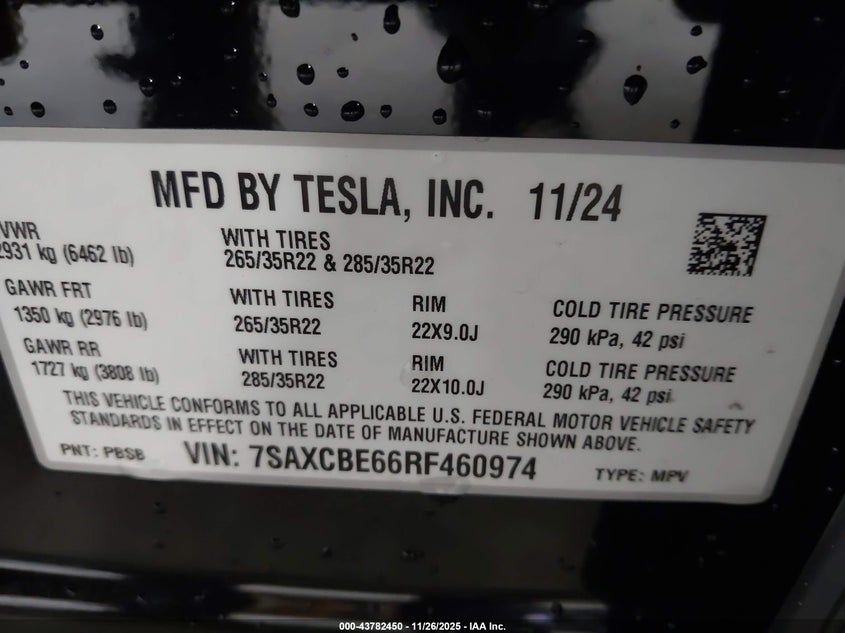 MFD BY TESLA, INC. 11/24
VWR
2931 kg (6462 lb)
WITH TIRES
265/35R22 & 285/35R22
GAWR FRT
1350 kg (2976 lb)
WITH TIRES
265/35R22
RIM
22X9.0J
COLD TIRE PRESSURE
290 kPa, 42 psi
GAWR RR
1727 kg (3808 lb)
WITH TIRES
285/35R22
RIM
22X10.0J
COLD TIRE PRESSURE
290 kPa, 42 psi
THIS VEHICLE CONFORMS TO ALL APPLICABLE U.S. FEDERAL MOTOR VEHICLE SAFETY
STANDARDS IN EFFECT ON THE DATE OF MANUFACTURE SHOWN ABOVE.
PNT: PBSB VIN: 7SAXCBE66RF460974 TYPE: MPV
000-43782450 - 11/26/2025 - IAA Inc.